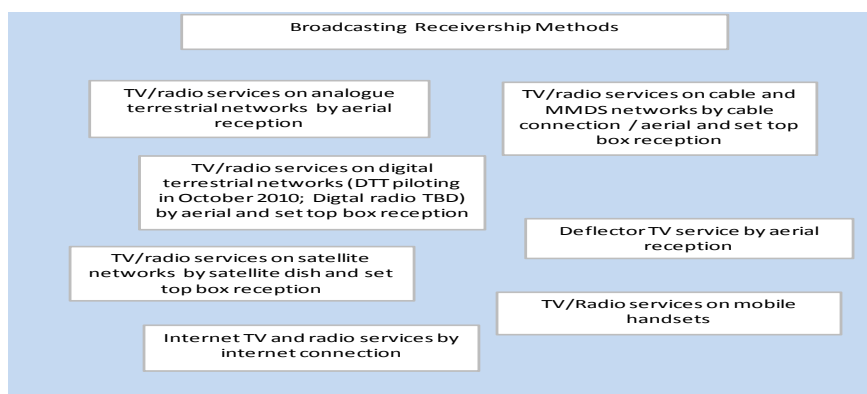 Broadcasting Receivership Methods
TV/radio services on analogue
terrestrial networks by aerial
reception
TV/radio services on cable and
MMDS networks by cable
connection / aerial and set top
box reception
TV/radio services on digital
terrestrial networks (DTT piloting
in October 2010; Digtal radio TBD)
by aerial and set top box reception
Deflector TV service by aerial
reception
TV/radio services on satellite
networks by satellite dish and set
top box reception
TV/Radio services on mobile
handsets
Internet TV and radio services by
internet connection